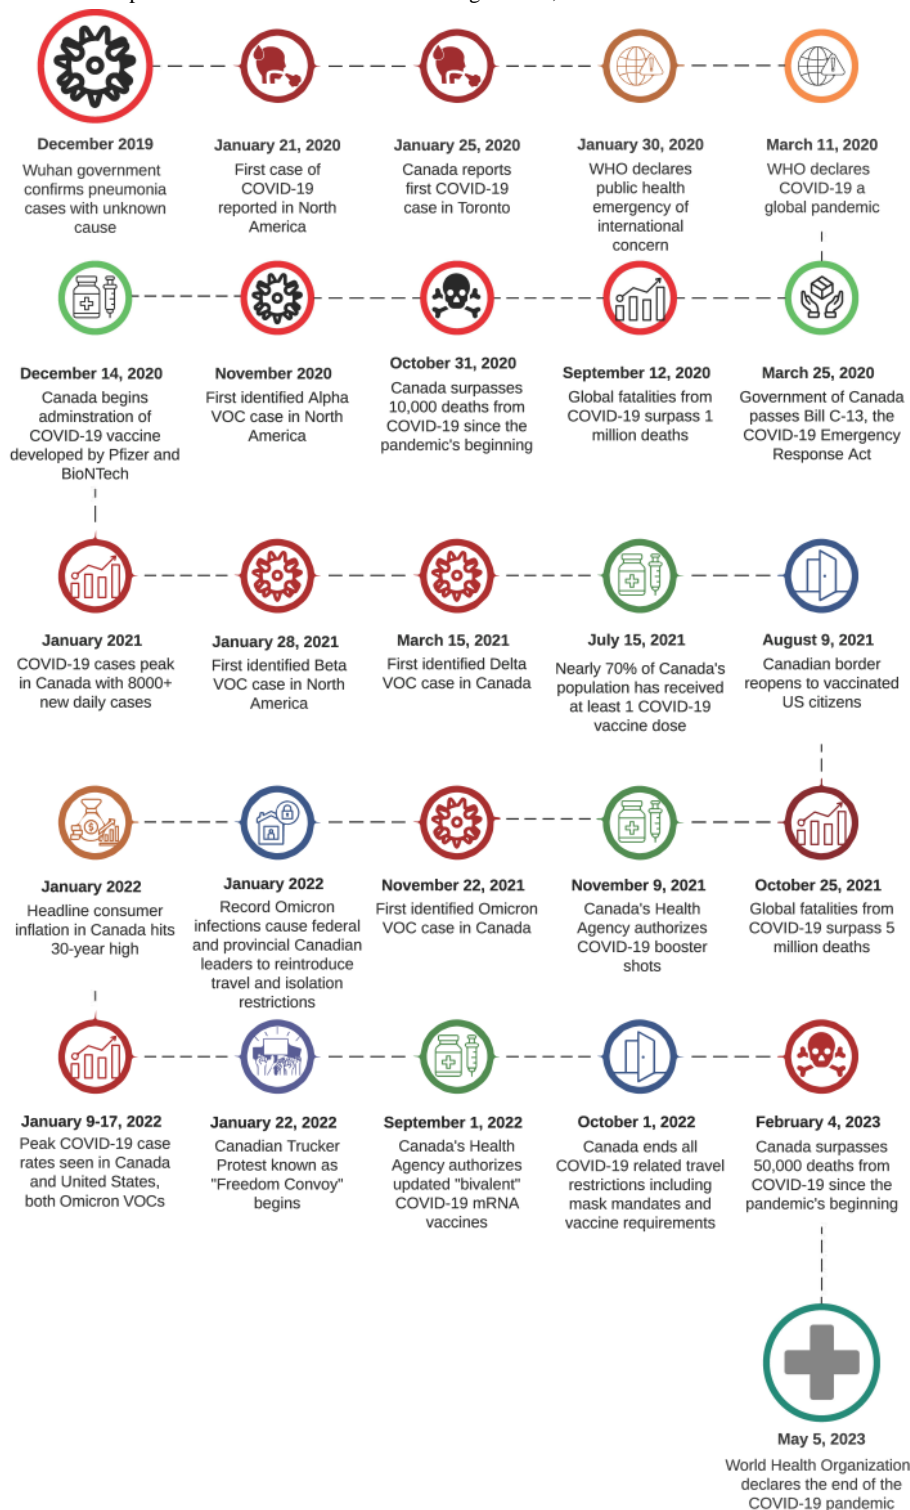 December 2019
Wuhan government
confirms pneumonia
cases with unknown
cause
January 21, 2020
First case of
COVID-19
reported in North
America
January 25, 2020
Canada reports
first COVID-19
case in Toronto
January 30, 2020
WHO declares
public health
emergency of
international
concern
March 11, 2020
WHO declares
COVID-19 a
global pandemic
December 14, 2020
Canada begins
adminstration of
COVID-19 vaccine
developed by Pfizer and
BioNTech
November 2020
First identified Alpha
VOC case in North
America
October 31, 2020
Canada surpasses
10,000 deaths from
COVID-19 since the
pandemic's beginning
September 12, 2020
Global fatalities from
COVID-19 surpass 1
million deaths
March 25, 2020
Government of Canada
passes Bill C-13, the
COVID-19 Emergency
Response Act
January 2021
COVID-19 cases peak
in Canada with 8000+
new daily cases
January 28, 2021
First identified Beta
VOC case in North
America
March 15, 2021
First identified Delta
VOC case in Canada
July 15, 2021
Nearly 70% of Canada's
population has received
at least 1 COVID-19
vaccine dose
August 9, 2021
Canadian border
reopens to vaccinated
US citizens
January 2022
Headline consumer
inflation in Canada hits
30-year high
January 2022
Record Omicron
infections cause federal
and provincial Canadian
leaders to reintroduce
travel and isolation
restrictions
November 22, 2021
First identified Omicron
VOC case in Canada
November 9, 2021
Canada's Health
Agency authorizes
COVID-19 booster
shots
October 25, 2021
Global fatalities from
COVID-19 surpass 5
million deaths
January 9-17, 2022
Peak COVID-19 case
rates seen in Canada
and United States,
both Omicron VOCs
January 22, 2022
Canadian Trucker
Protest known as
"Freedom Convoy"
begins
September 1, 2022
Canada's Health
Agency authorizes
updated "bivalent"
COVID-19 mRNA
vaccines
October 1, 2022
Canada ends all
COVID-19 related travel
restrictions including
mask mandates and
vaccine requirements
February 4, 2023
Canada surpasses
50,000 deaths from
COVID-19 since the
pandemic's beginning
May 5, 2023
World Health Organization
declares the end of the
COVID-19 pandemic